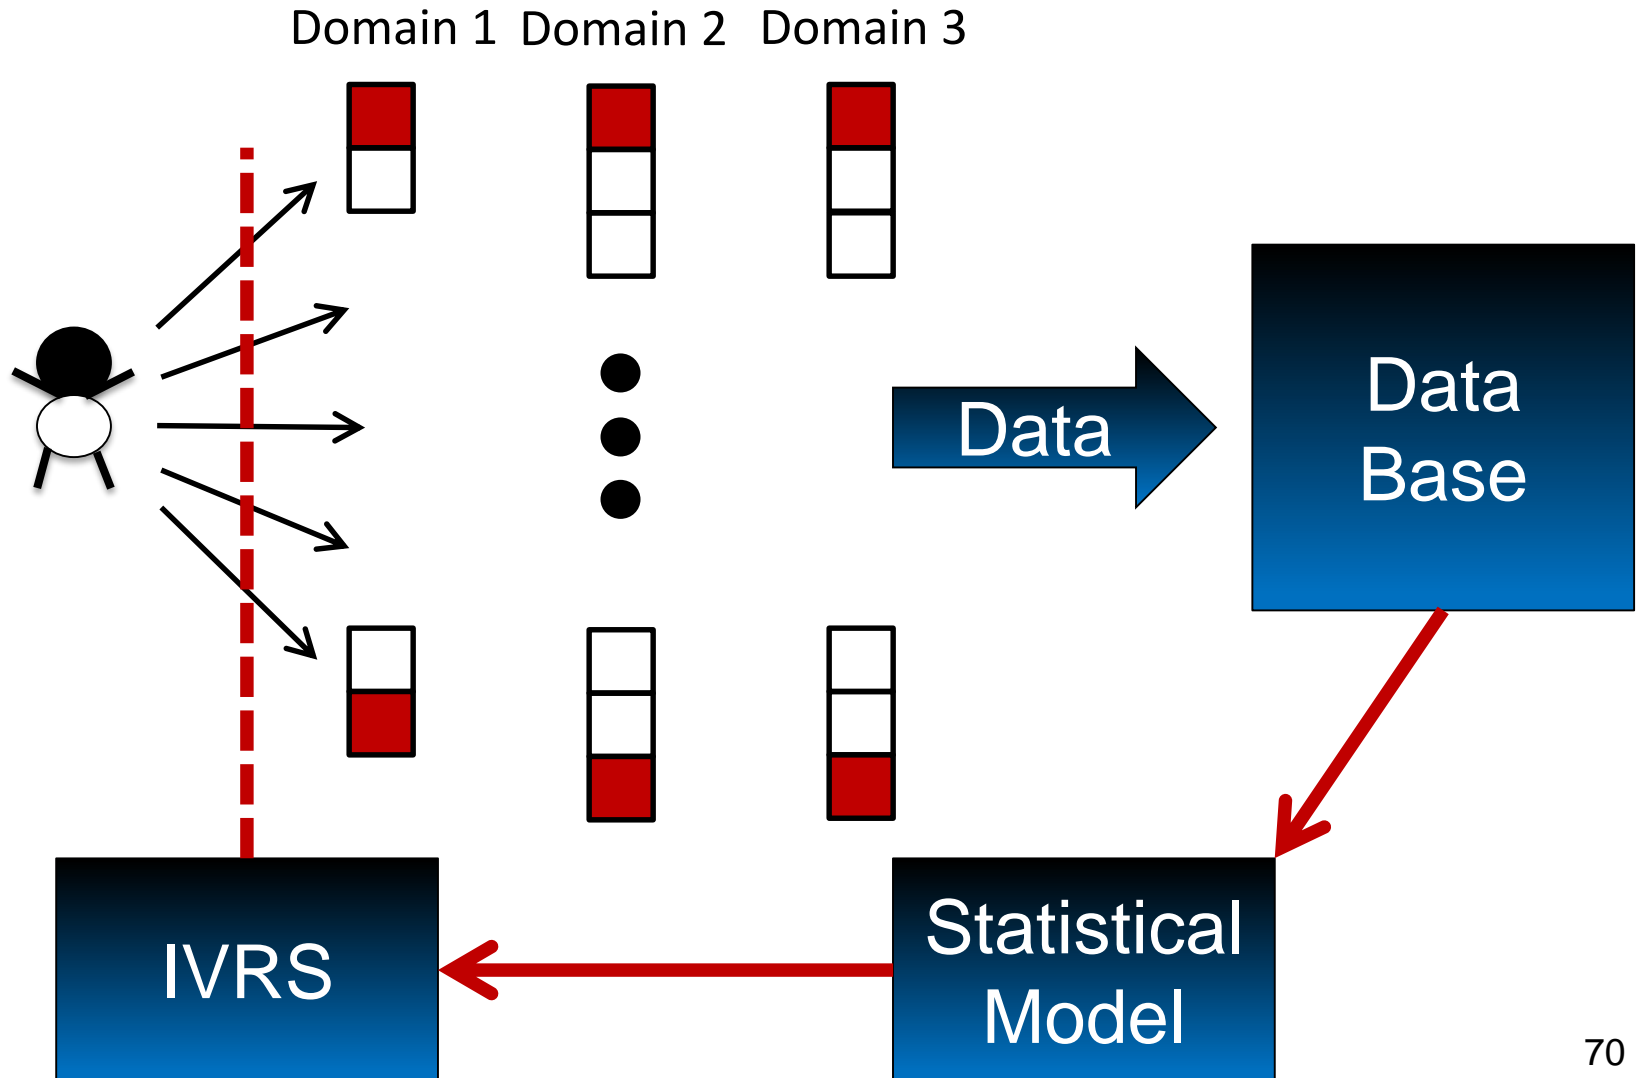 Domain 1 Domain 2 Domain 3
Data
Data
Base
Statistical
Model
IVRS
70